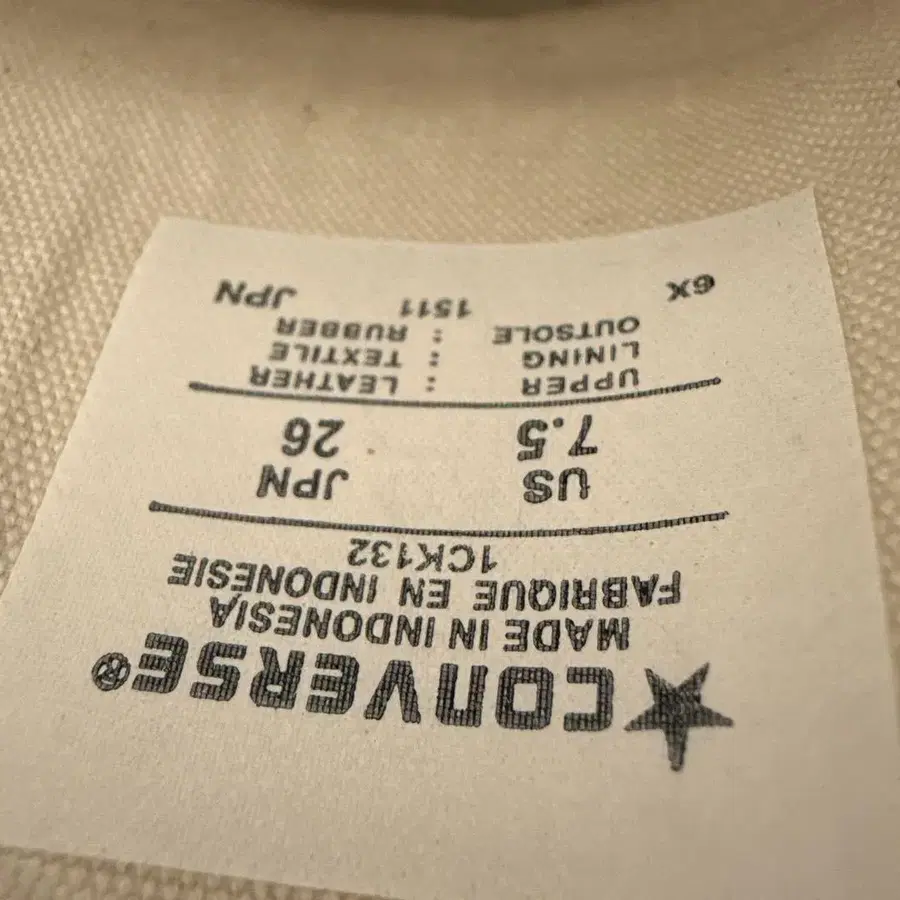 CONVERSE®
MADE IN INDONESIA
FABRIQUE EN INDONESIE
1CK132
US JPN
7.5 26
UPPER : LEATHER
LINING : TEXTILE
OUTSOLE : RUBBER
6X 1511 JPN